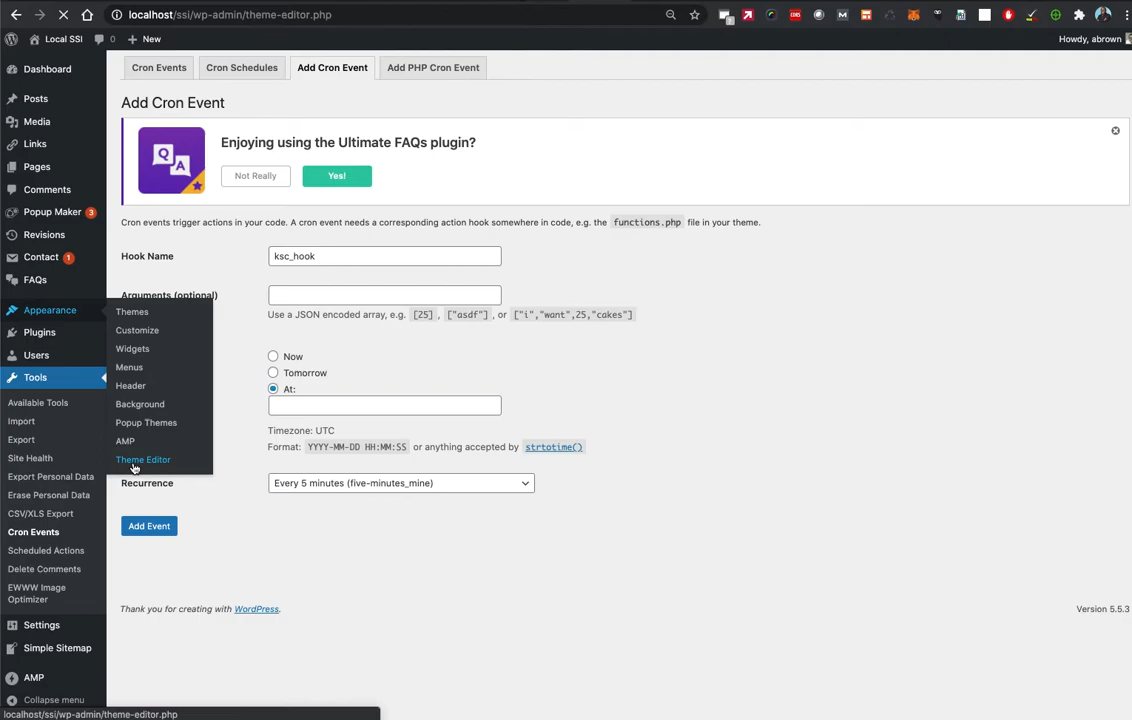 localhost/ssi/wp-admin/theme-editor.php
Local SSI
0
New
Howdy, abrown
Dashboard
Posts
Media
Links
Pages
Comments
Popup Maker 3
Revisions
Contact 1
FAQs
Appearance
Plugins
Users
Tools
Available Tools
Import
Export
Site Health
Export Personal Data
Erase Personal Data
CSV/XLS Export
Cron Events
Scheduled Actions
Delete Comments
EWWW Image
Optimizer
Settings
Simple Sitemap
AMP
Collapse menu
Themes
Customize
Widgets
Menus
Header
Background
Popup Themes
AMP
Theme Editor
Cron Events
Cron Schedules
Add Cron Event
Add PHP Cron Event
Add Cron Event
Q
A
Enjoying using the Ultimate FAQs plugin?
Not Really
Yes!
Cron events trigger actions in your code. A cron event needs a corresponding action hook somewhere in code, e.g. the functions.php file in your theme.
Hook Name
ksc_hook
Arguments (optional)
Use a JSON encoded array, e.g. [25] , ["asdf"] , or ["i","want",25,"cakes"]
Now
Tomorrow
At:
Timezone: UTC
Format: YYYY-MM-DD HH:MM:SS or anything accepted by strtotime()
Recurrence
Every 5 minutes (five-minutes_mine)
Add Event
Thank you for creating with WordPress.
Version 5.5.3
localhost/ssi/wp-admin/theme-editor.php